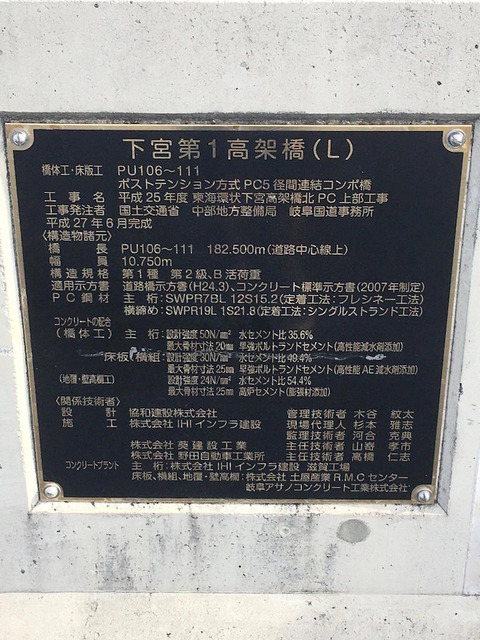 下宮第1高架橋(L)
橋体工・床版工 PU106~111
ポストテンション方式PC5径間連結コンポ橋
工事名 平成25年度 東海環状下宮高架橋北PC上部工事
工事発注者 国土交通省 中部地方整備局 岐阜国道事務所
平成27年6月完成
〈構造物諸元〉
橋長 PU106~111 182.500m(道路中心線上)
幅員 10.750m
構造規格 第1種 第2級、B活荷重
適用示方書 道路橋示方書(H24.3)、コンクリート標準示方書(2007年制定)
PC鋼材 主桁:SWPR7BL 12S15.2(定着工法:フレシネー工法)
横締め:SWPR19L 1S21.8(定着工法:シングルストランド工法)
コンクリートの配合
(橋体工) 主桁:設計強度50N/mm² 水セメント比35.6%
最大骨材寸法20mm 早強ポルトランドセメント(高性能減水剤添加)
床板、横組:設計強度30N/mm² 水セメント比49.4%
最大骨材寸法25mm 早強ポルトランドセメント(高性能AE減水剤添加)
(地覆・壁高欄工) 設計強度24N/mm² 水セメント比54.4%
最大骨材寸法25mm 高炉セメント(膨張材添加)
〈関係技術者〉
設計 協和建設株式会社 管理技術者 木谷 紋太
施工 株式会社IHIインフラ建設 現場代理人 杉本 雅志
監理技術者 河合 克典
株式会社 葵建設工業 主任技術者 山嵜 孝市
株式会社 野田自動車工業所 主任技術者 高橋 仁志
コンクリートプラント 主桁:株式会社IHIインフラ建設 滋賀工場
床板、横組、地覆・壁高欄:株式会社 土屋産業R.M.Cセンター
岐阜アサノコンクリート工業株式会社